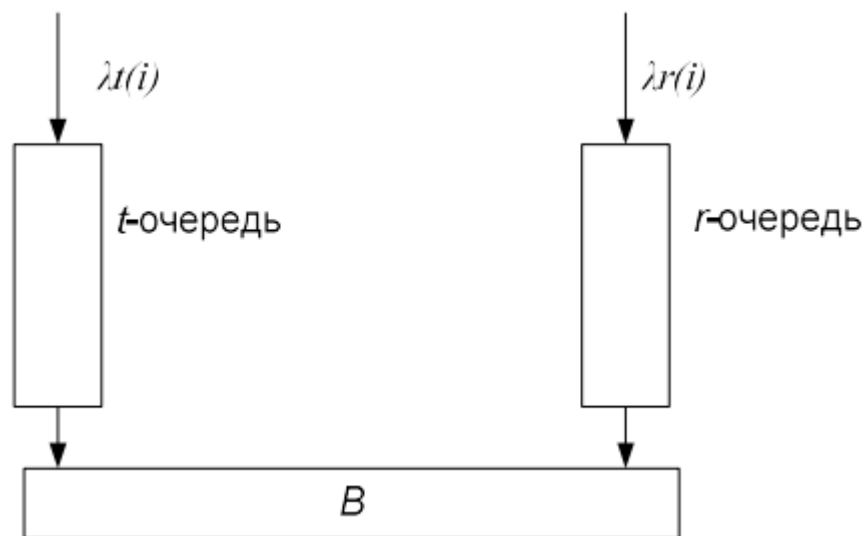 λt(i)
λr(i)
t-очередь
r-очередь
B